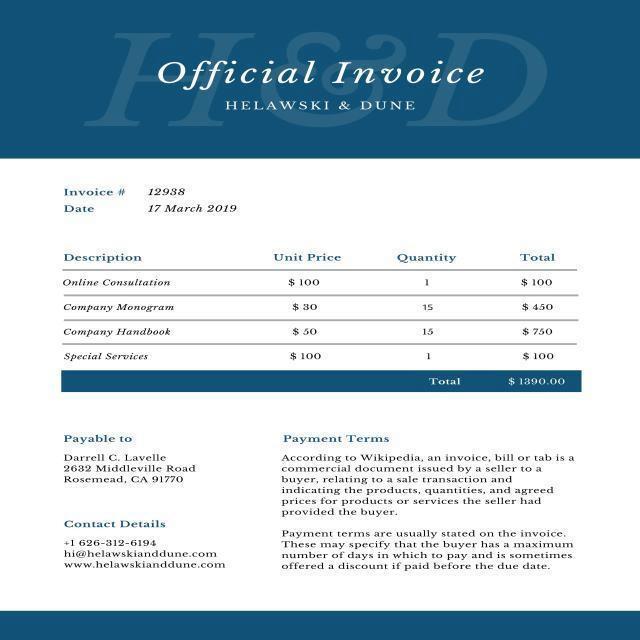 H&D
Official Invoice
HELAWSKI & DUNE
Invoice # 12938
Date 17 March 2019
Description Unit Price Quantity Total
Online Consultation $ 100 1 $ 100
Company Monogram $ 30 15 $ 450
Company Handbook $ 50 15 $ 750
Special Services $ 100 1 $ 100
Total $ 1390.00
Payable to
Darrell C. Lavelle
2632 Middleville Road
Rosemead, CA 91770
Contact Details
+1 626-312-6194
hi@helawskianddune.com
www.helawskianddune.com
Payment Terms
According to Wikipedia, an invoice, bill or tab is a
commercial document issued by a seller to a
buyer, relating to a sale transaction and
indicating the products, quantities, and agreed
prices for products or services the seller had
provided the buyer.
Payment terms are usually stated on the invoice.
These may specify that the buyer has a maximum
number of days in which to pay and is sometimes
offered a discount if paid before the due date.